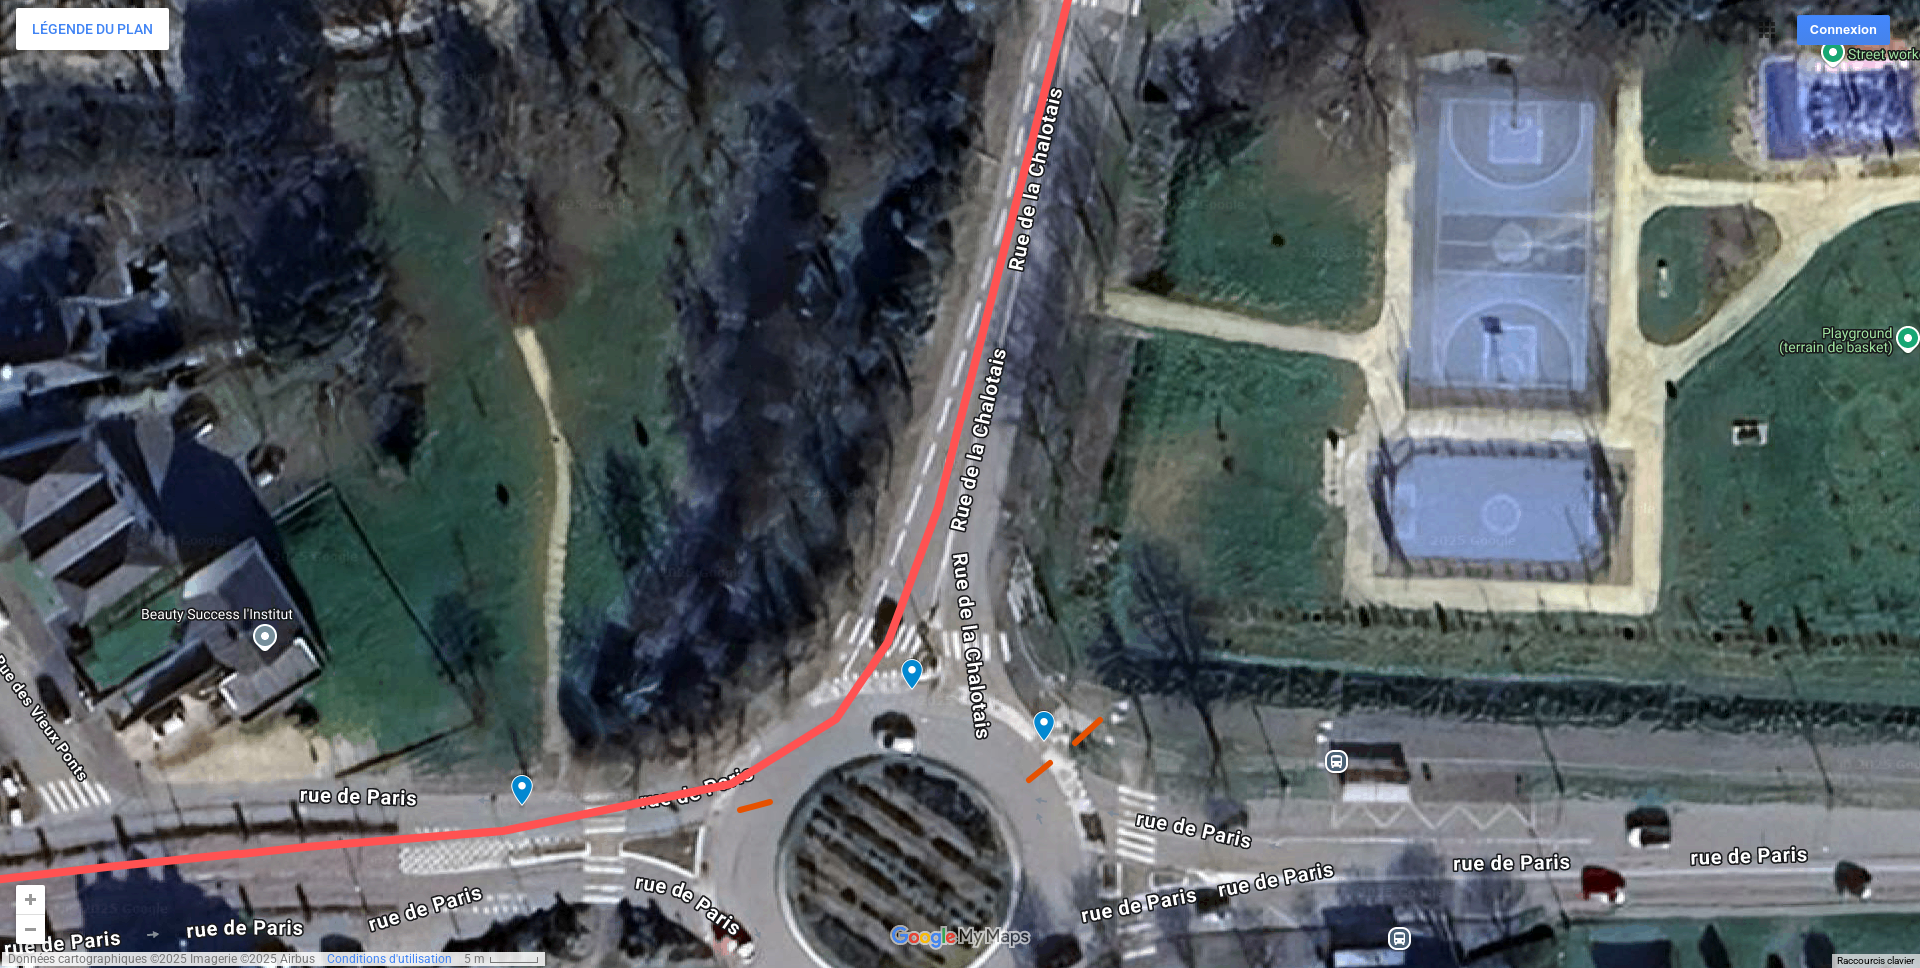 LÉGENDE DU PLAN
Connexion
Street work
Rue de la Chalotais
Playground
(terrain de basket)
Rue de la Chalotais
Rue de la Chalotais
Beauty Success l'Institut
Rue des Vieux Ponts
rue de Paris
rue de Paris
rue de Paris
rue de Paris
rue de Paris
rue de Paris
rue de Paris
rue de Paris
rue de Paris
rue de Paris
rue de Paris
Google My Maps
Données cartographiques ©2025 Imagerie ©2025 Airbus
Conditions d'utilisation
5 m
Raccourcis clavier